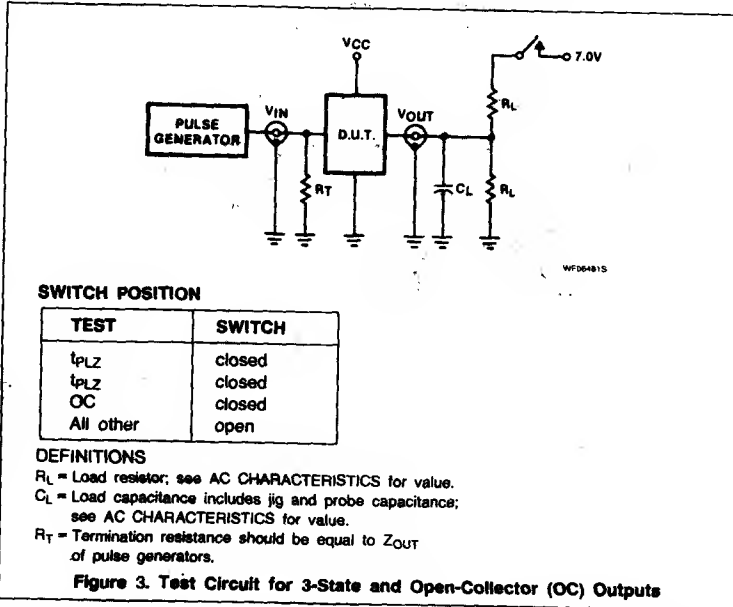 VCC
7.0V
RL
PULSE GENERATOR
VIN
D.U.T.
VOUT
RT
CL
RL
WF06481S
SWITCH POSITION
TEST SWITCH
tPLZ closed
tPLZ closed
OC closed
All other open
DEFINITIONS
RL = Load resistor; see AC CHARACTERISTICS for value.
CL = Load capacitance includes jig and probe capacitance;
see AC CHARACTERISTICS for value.
RT = Termination resistance should be equal to ZOUT
of pulse generators.
Figure 3. Test Circuit for 3-State and Open-Collector (OC) Outputs